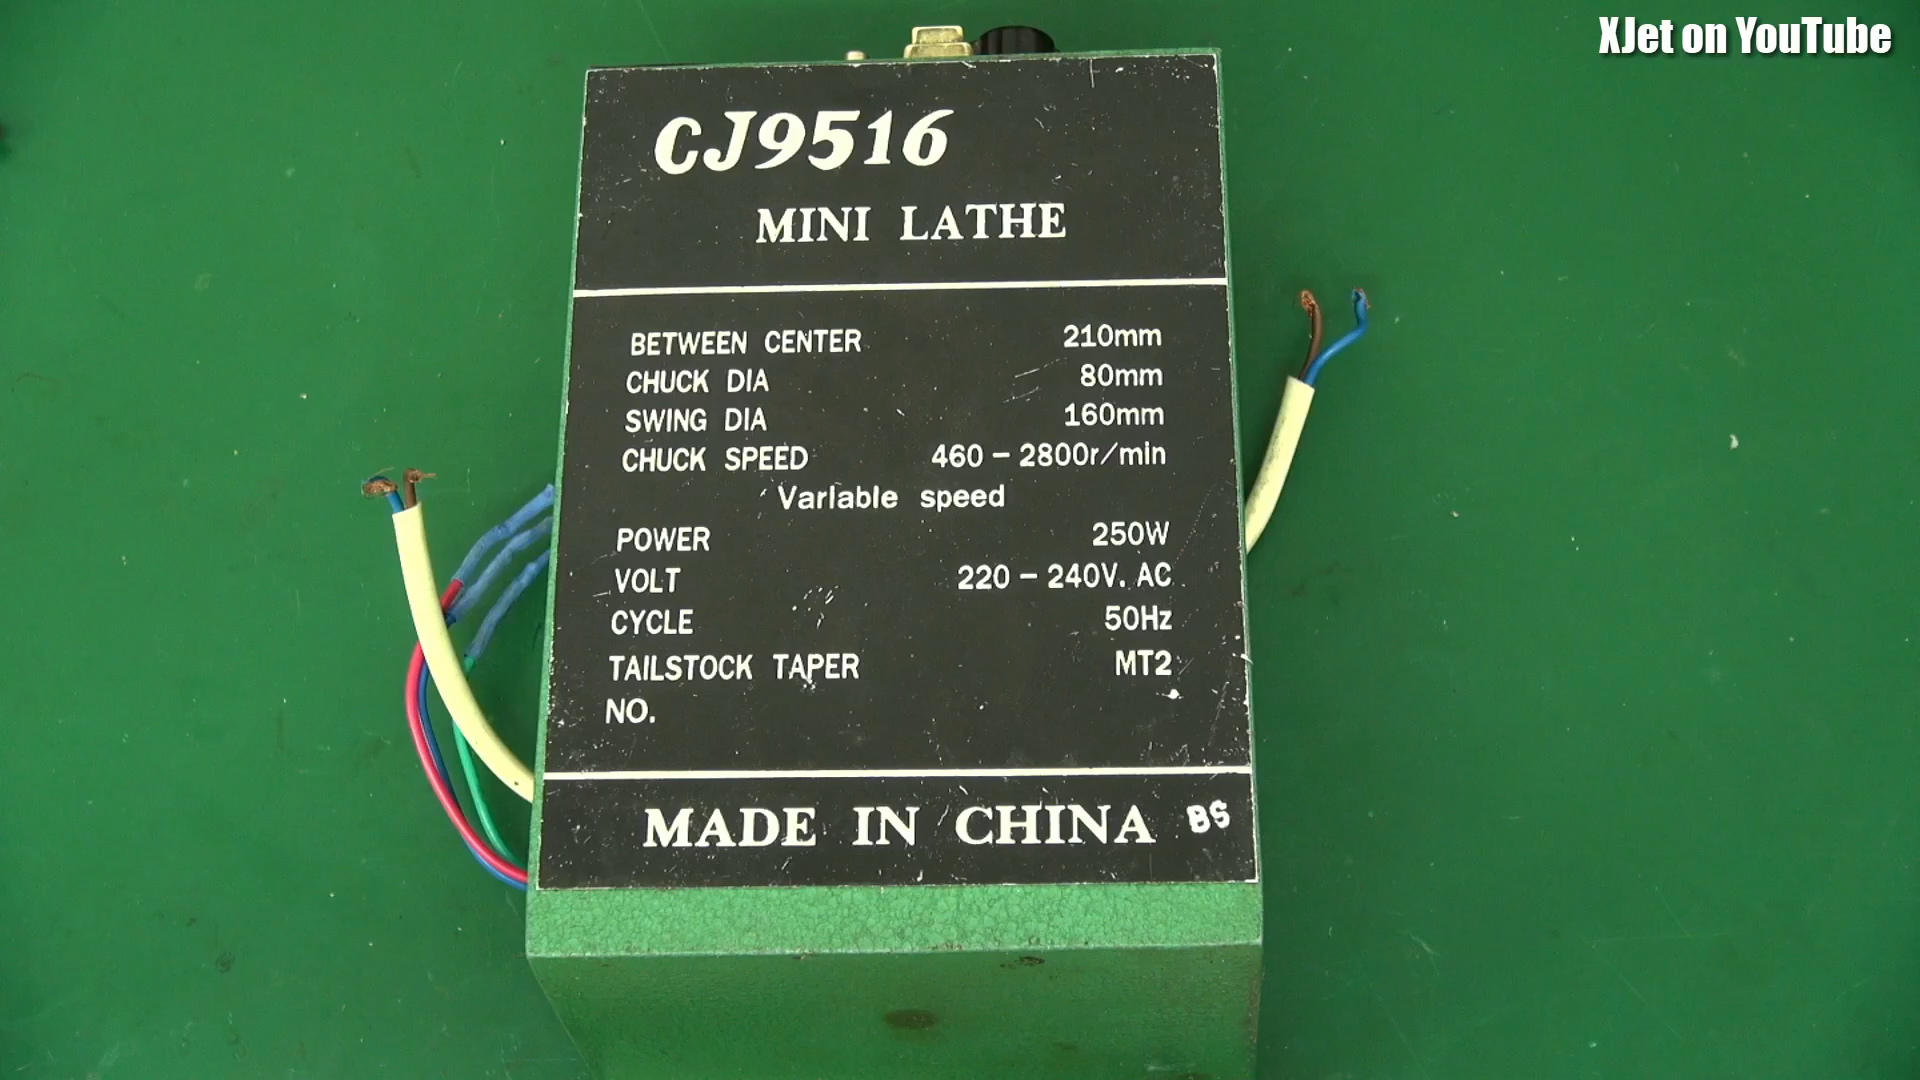 XJet on YouTube
CJ9516
MINI LATHE
BETWEEN CENTER 210mm
CHUCK DIA 80mm
SWING DIA 160mm
CHUCK SPEED 460-2800r/min
Varlable speed
POWER 250W
VOLT 220-240V. AC
CYCLE 50Hz
TAILSTOCK TAPER MT2
NO.
MADE IN CHINA BS